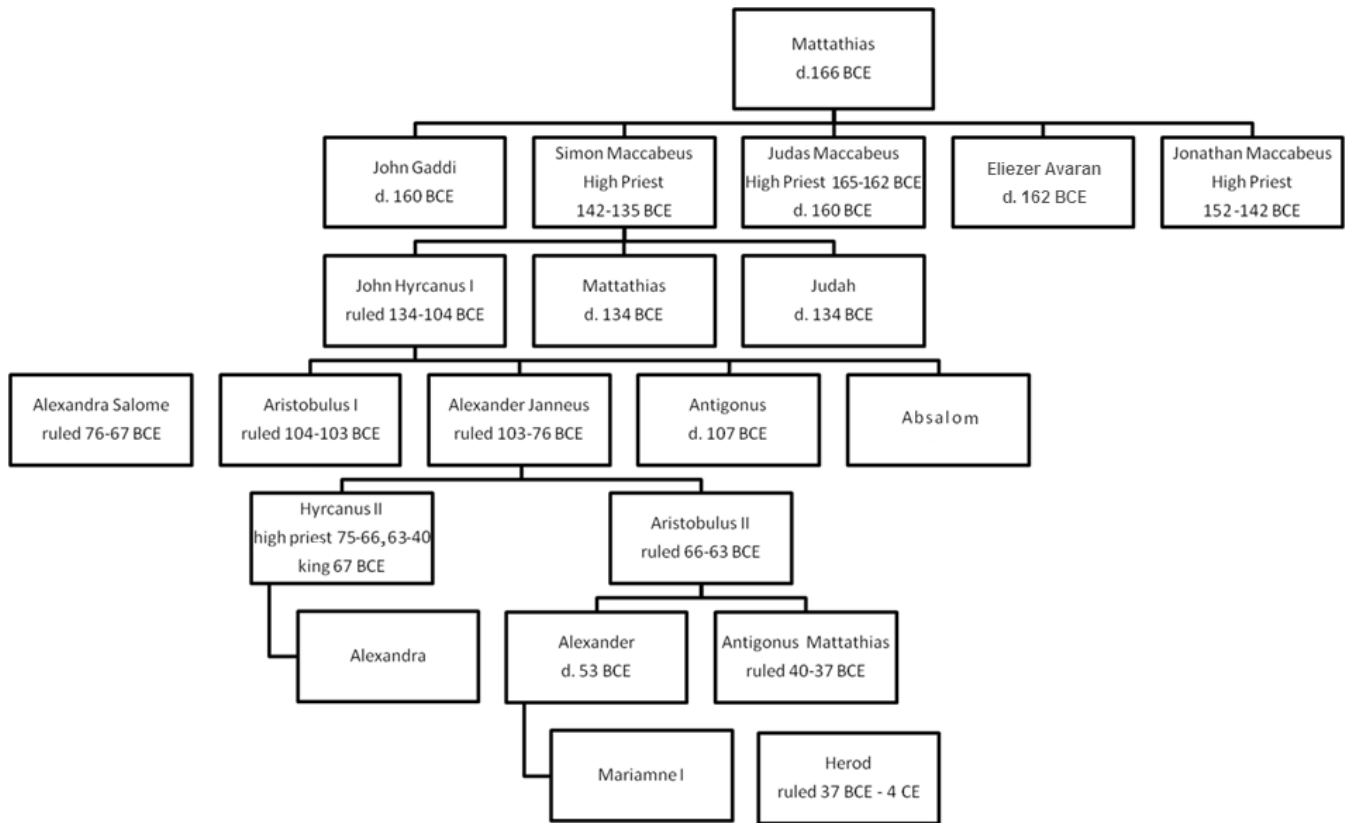 Mattathias
d.166 BCE
John Gaddi
d. 160 BCE
Simon Maccabeus
High Priest
142-135 BCE
Judas Maccabeus
High Priest 165-162 BCE
d. 160 BCE
Eliezer Avaran
d. 162 BCE
Jonathan Maccabeus
High Priest
152-142 BCE
John Hyrcanus I
ruled 134-104 BCE
Mattathias
d. 134 BCE
Judah
d. 134 BCE
Alexandra Salome
ruled 76-67 BCE
Aristobulus I
ruled 104-103 BCE
Alexander Janneus
ruled 103-76 BCE
Antigonus
d. 107 BCE
Absalom
Hyrcanus II
high priest 75-66, 63-40
king 67 BCE
Aristobulus II
ruled 66-63 BCE
Alexandra
Alexander
d. 53 BCE
Antigonus Mattathias
ruled 40-37 BCE
Mariamne I
Herod
ruled 37 BCE - 4 CE